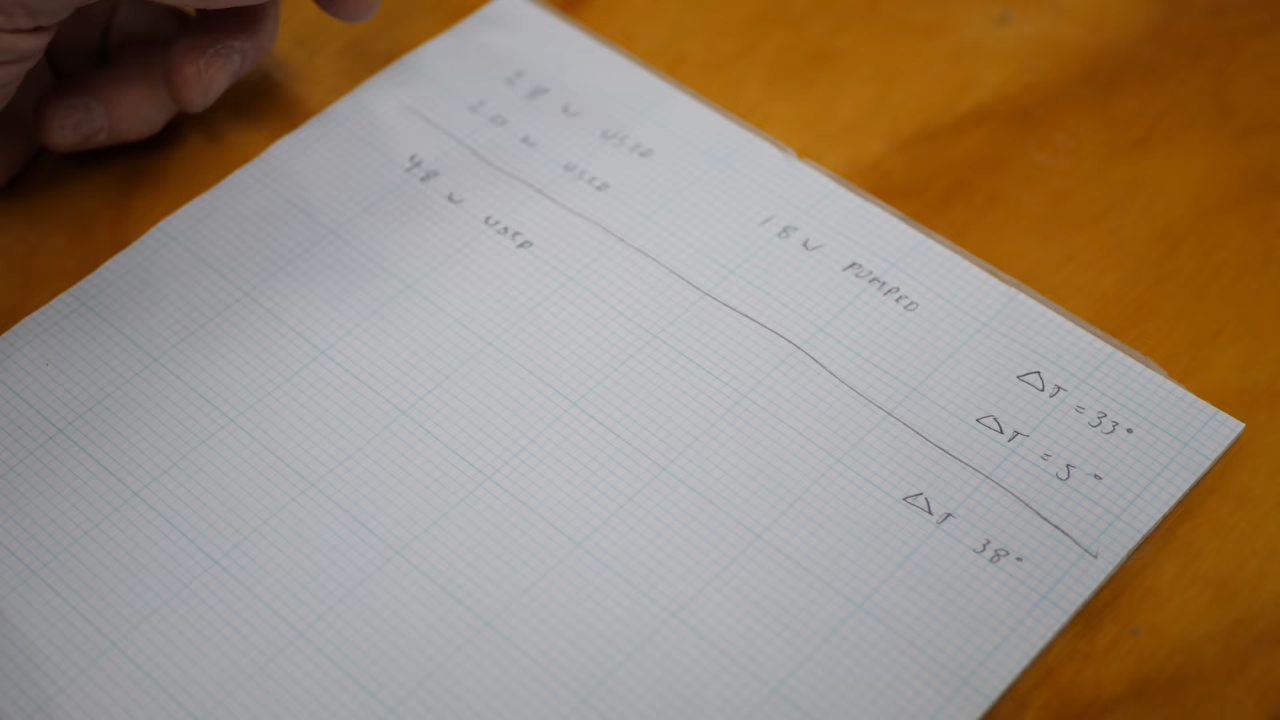 28 W USED 18 W PUMPED ΔT = 33°
20 W USED ΔT = 5°
48 W USED ΔT 38°